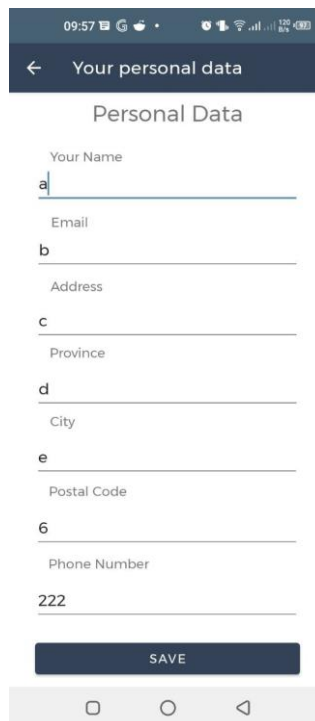 09:57
120
B/s
Your personal data
Personal Data
Your Name
a
Email
b
Address
c
Province
d
City
e
Postal Code
6
Phone Number
222
SAVE